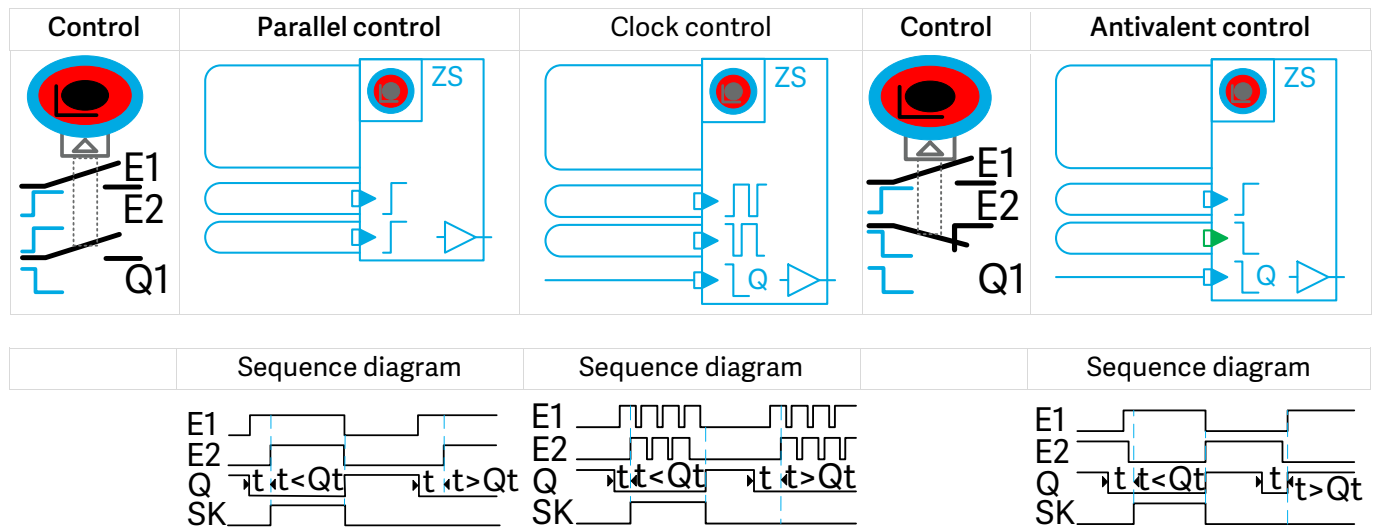 Control Parallel control Clock control Control Antivalent control
ZS ZS ZS
E1 E1
E2 E2
Q1 Q Q1 Q
Sequence diagram Sequence diagram Sequence diagram
E1 E1 E1
E2 E2 E2
Q t t<Qt t t>Qt Q t t<Qt t t>Qt Q t t<Qt t t>Qt
SK SK SK